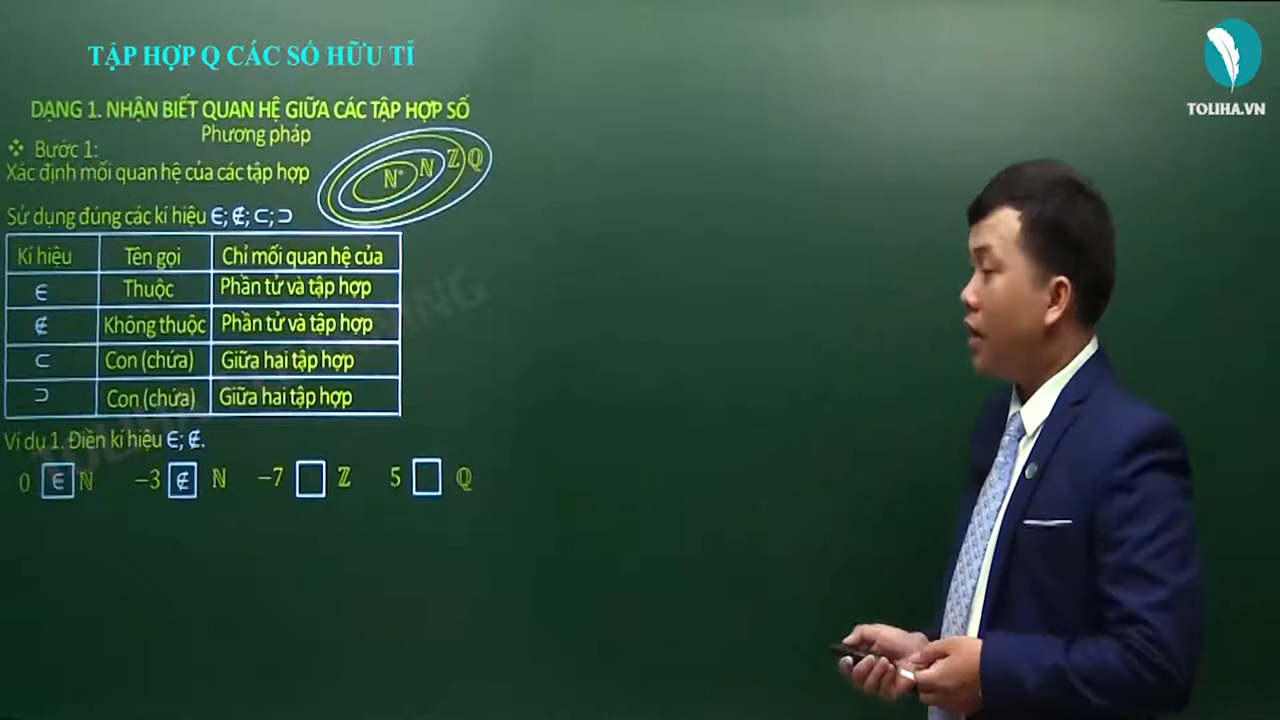 TẬP HỢP Q CÁC SỐ HỮU TỈ
TOLIHA.VN
DẠNG 1. NHẬN BIẾT QUAN HỆ GIỮA CÁC TẬP HỢP SỐ
Phương pháp
❖ Bước 1:
Xác định mối quan hệ của các tập hợp
ℕ* ℕ ℤ ℚ
Sử dụng đúng các kí hiệu ∈; ∉; ⊂; ⊃
Kí hiệu Tên gọi Chỉ mối quan hệ của
∈ Thuộc Phần tử và tập hợp
∉ Không thuộc Phần tử và tập hợp
⊂ Con (chứa) Giữa hai tập hợp
⊃ Con (chứa) Giữa hai tập hợp
Ví dụ 1. Điền kí hiệu ∈; ∉.
0 ∈ ℕ −3 ∉ ℕ −7 □ ℤ 5 □ ℚ